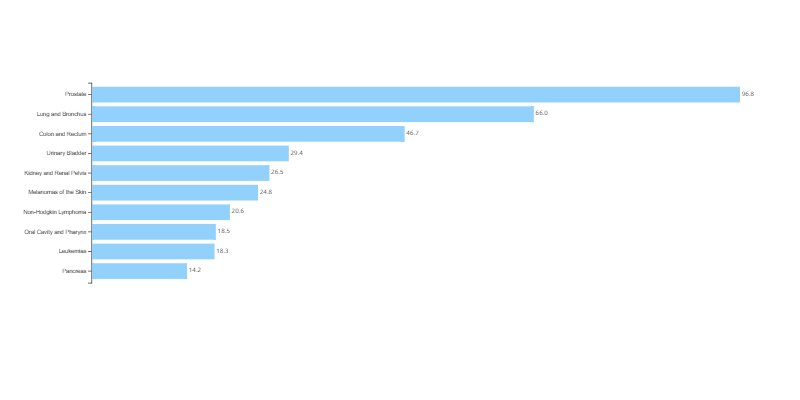 Prostate 96.8
Lung and Bronchus 66.0
Colon and Rectum 46.7
Urinary Bladder 29.4
Kidney and Renal Pelvis 26.5
Melanomas of the Skin 24.8
Non-Hodgkin Lymphoma 20.6
Oral Cavity and Pharynx 18.5
Leukemias 18.3
Pancreas 14.2